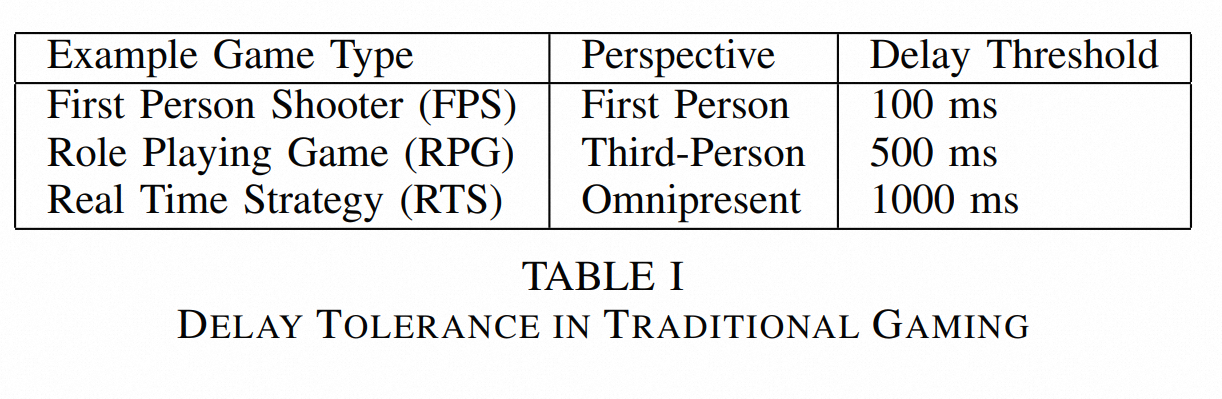 Example Game Type Perspective Delay Threshold
First Person Shooter (FPS) First Person 100 ms
Role Playing Game (RPG) Third-Person 500 ms
Real Time Strategy (RTS) Omnipresent 1000 ms
TABLE I
DELAY TOLERANCE IN TRADITIONAL GAMING